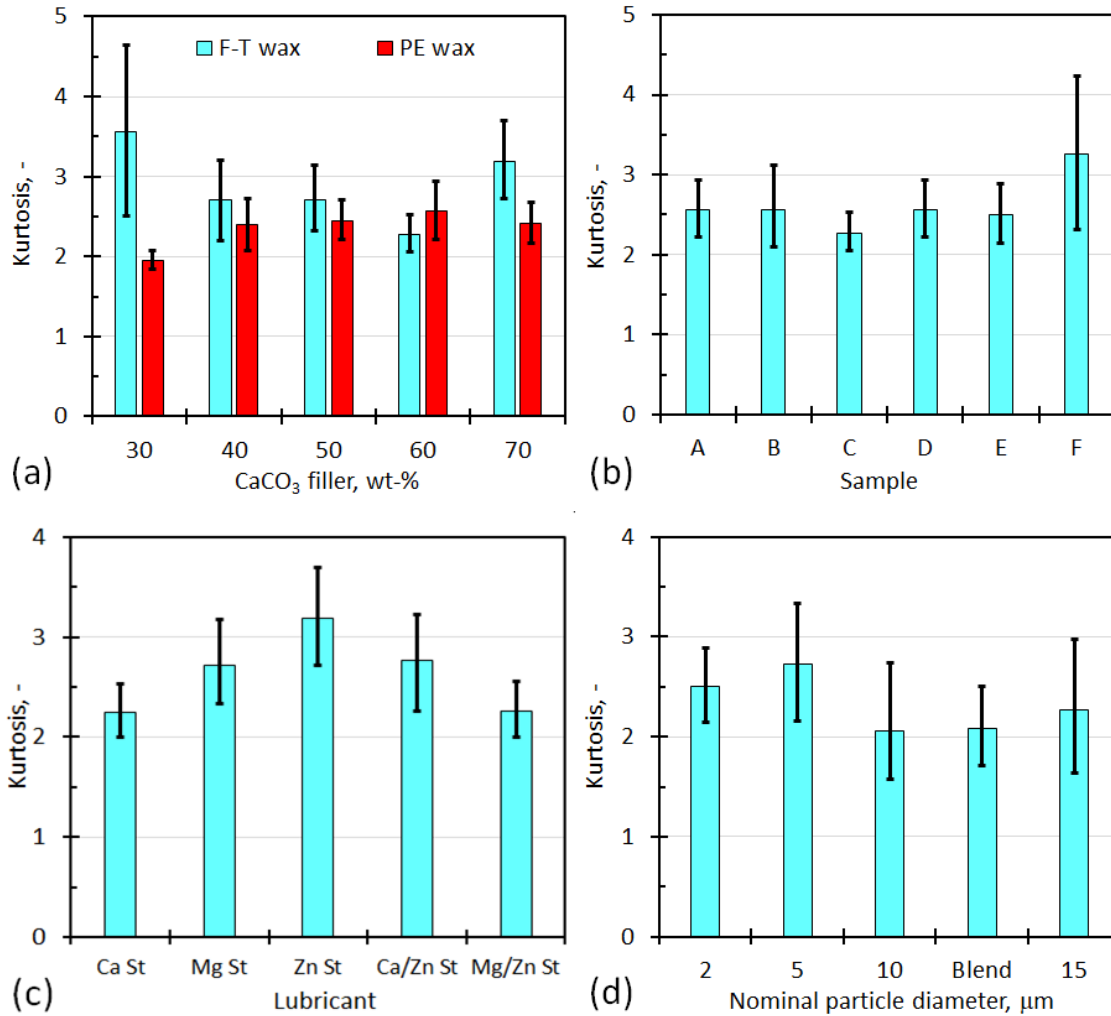 5
4
3
2
1
0
Kurtosis, -
F-T wax
PE wax
30 40 50 60 70
CaCO₃ filler, wt-%
(a)
5
4
3
2
1
0
Kurtosis, -
A B C D E F
Sample
(b)
4
3
2
1
0
Kurtosis, -
Ca St Mg St Zn St Ca/Zn St Mg/Zn St
Lubricant
(c)
4
3
2
1
0
Kurtosis, -
2 5 10 Blend 15
Nominal particle diameter, μm
(d)